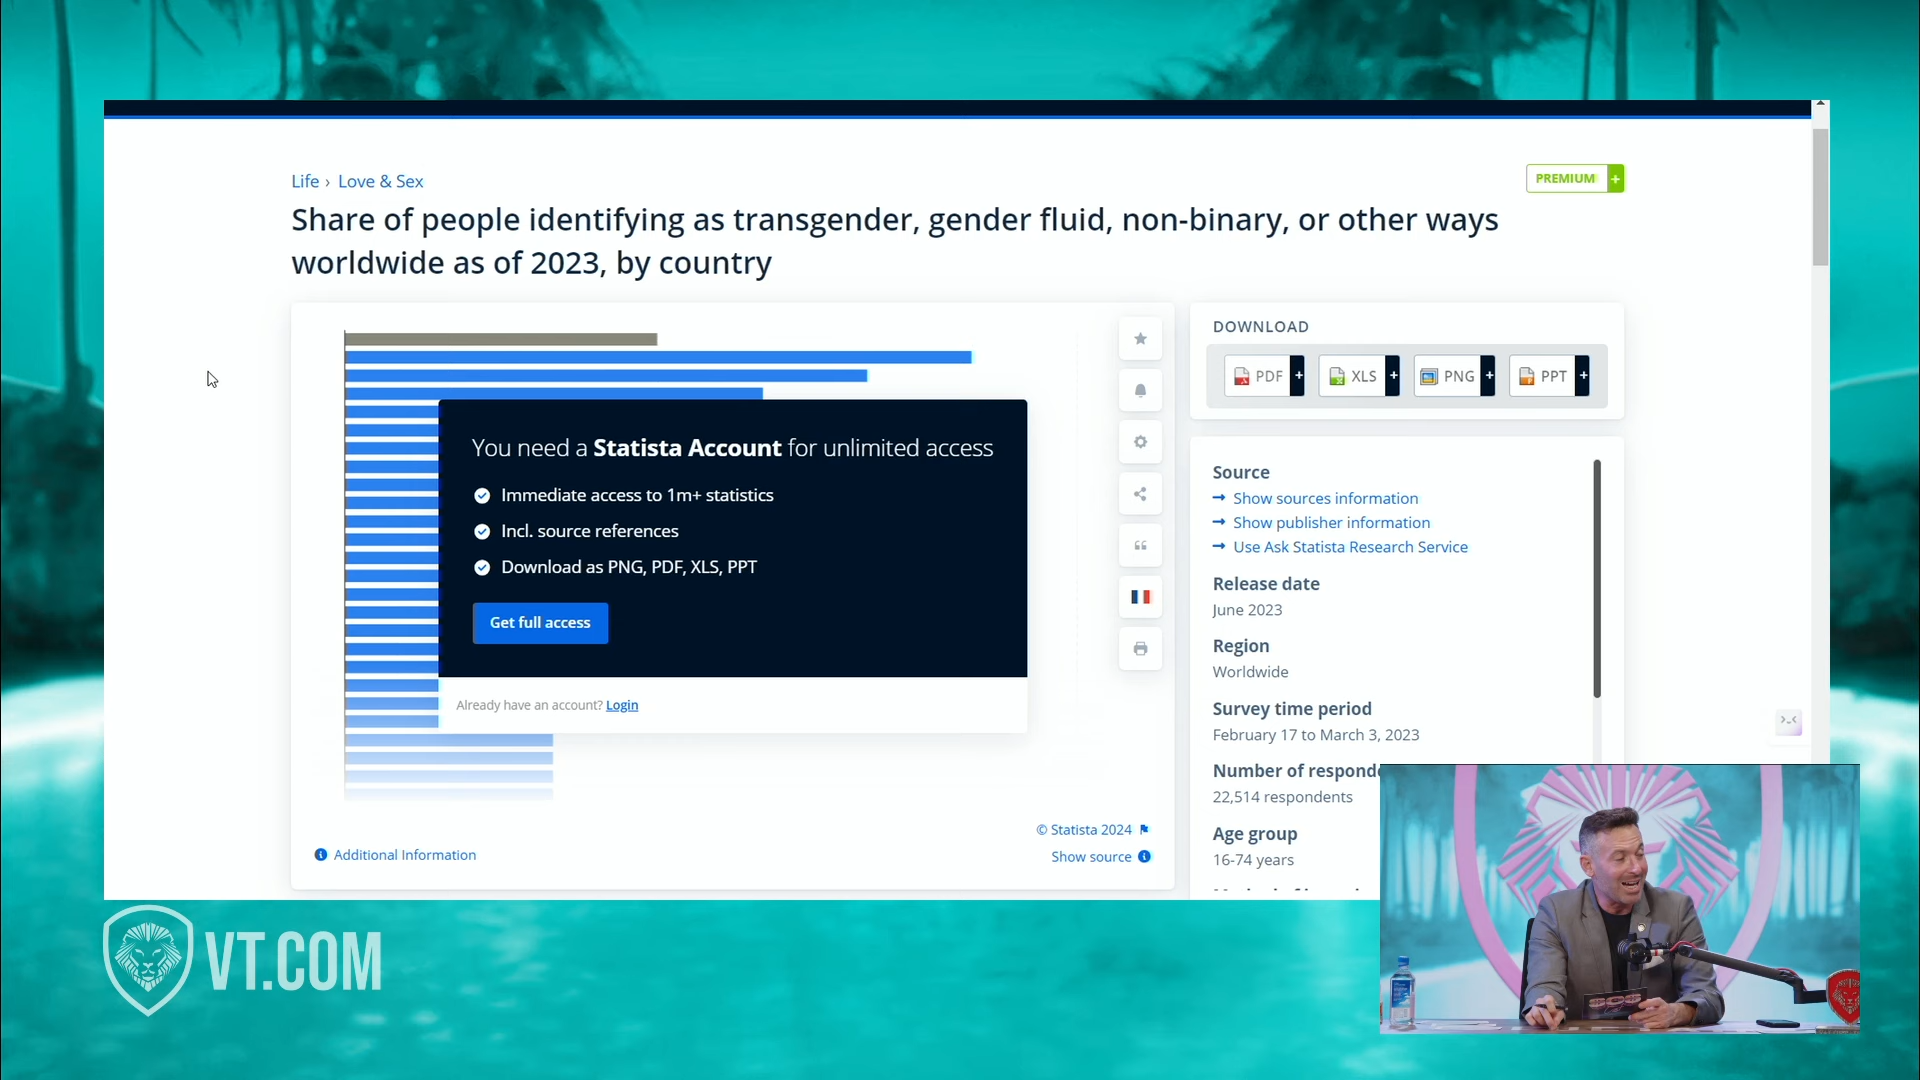 Life › Love & Sex
PREMIUM +
Share of people identifying as transgender, gender fluid, non-binary, or other ways
worldwide as of 2023, by country
You need a Statista Account for unlimited access
Immediate access to 1m+ statistics
Incl. source references
Download as PNG, PDF, XLS, PPT
Get full access
Already have an account? Login
© Statista 2024
Additional Information
Show source
DOWNLOAD
PDF + XLS + PNG + PPT +
Source
Show sources information
Show publisher information
Use Ask Statista Research Service
Release date
June 2023
Region
Worldwide
Survey time period
February 17 to March 3, 2023
Number of respond
22,514 respondents
Age group
16-74 years
VT.COM